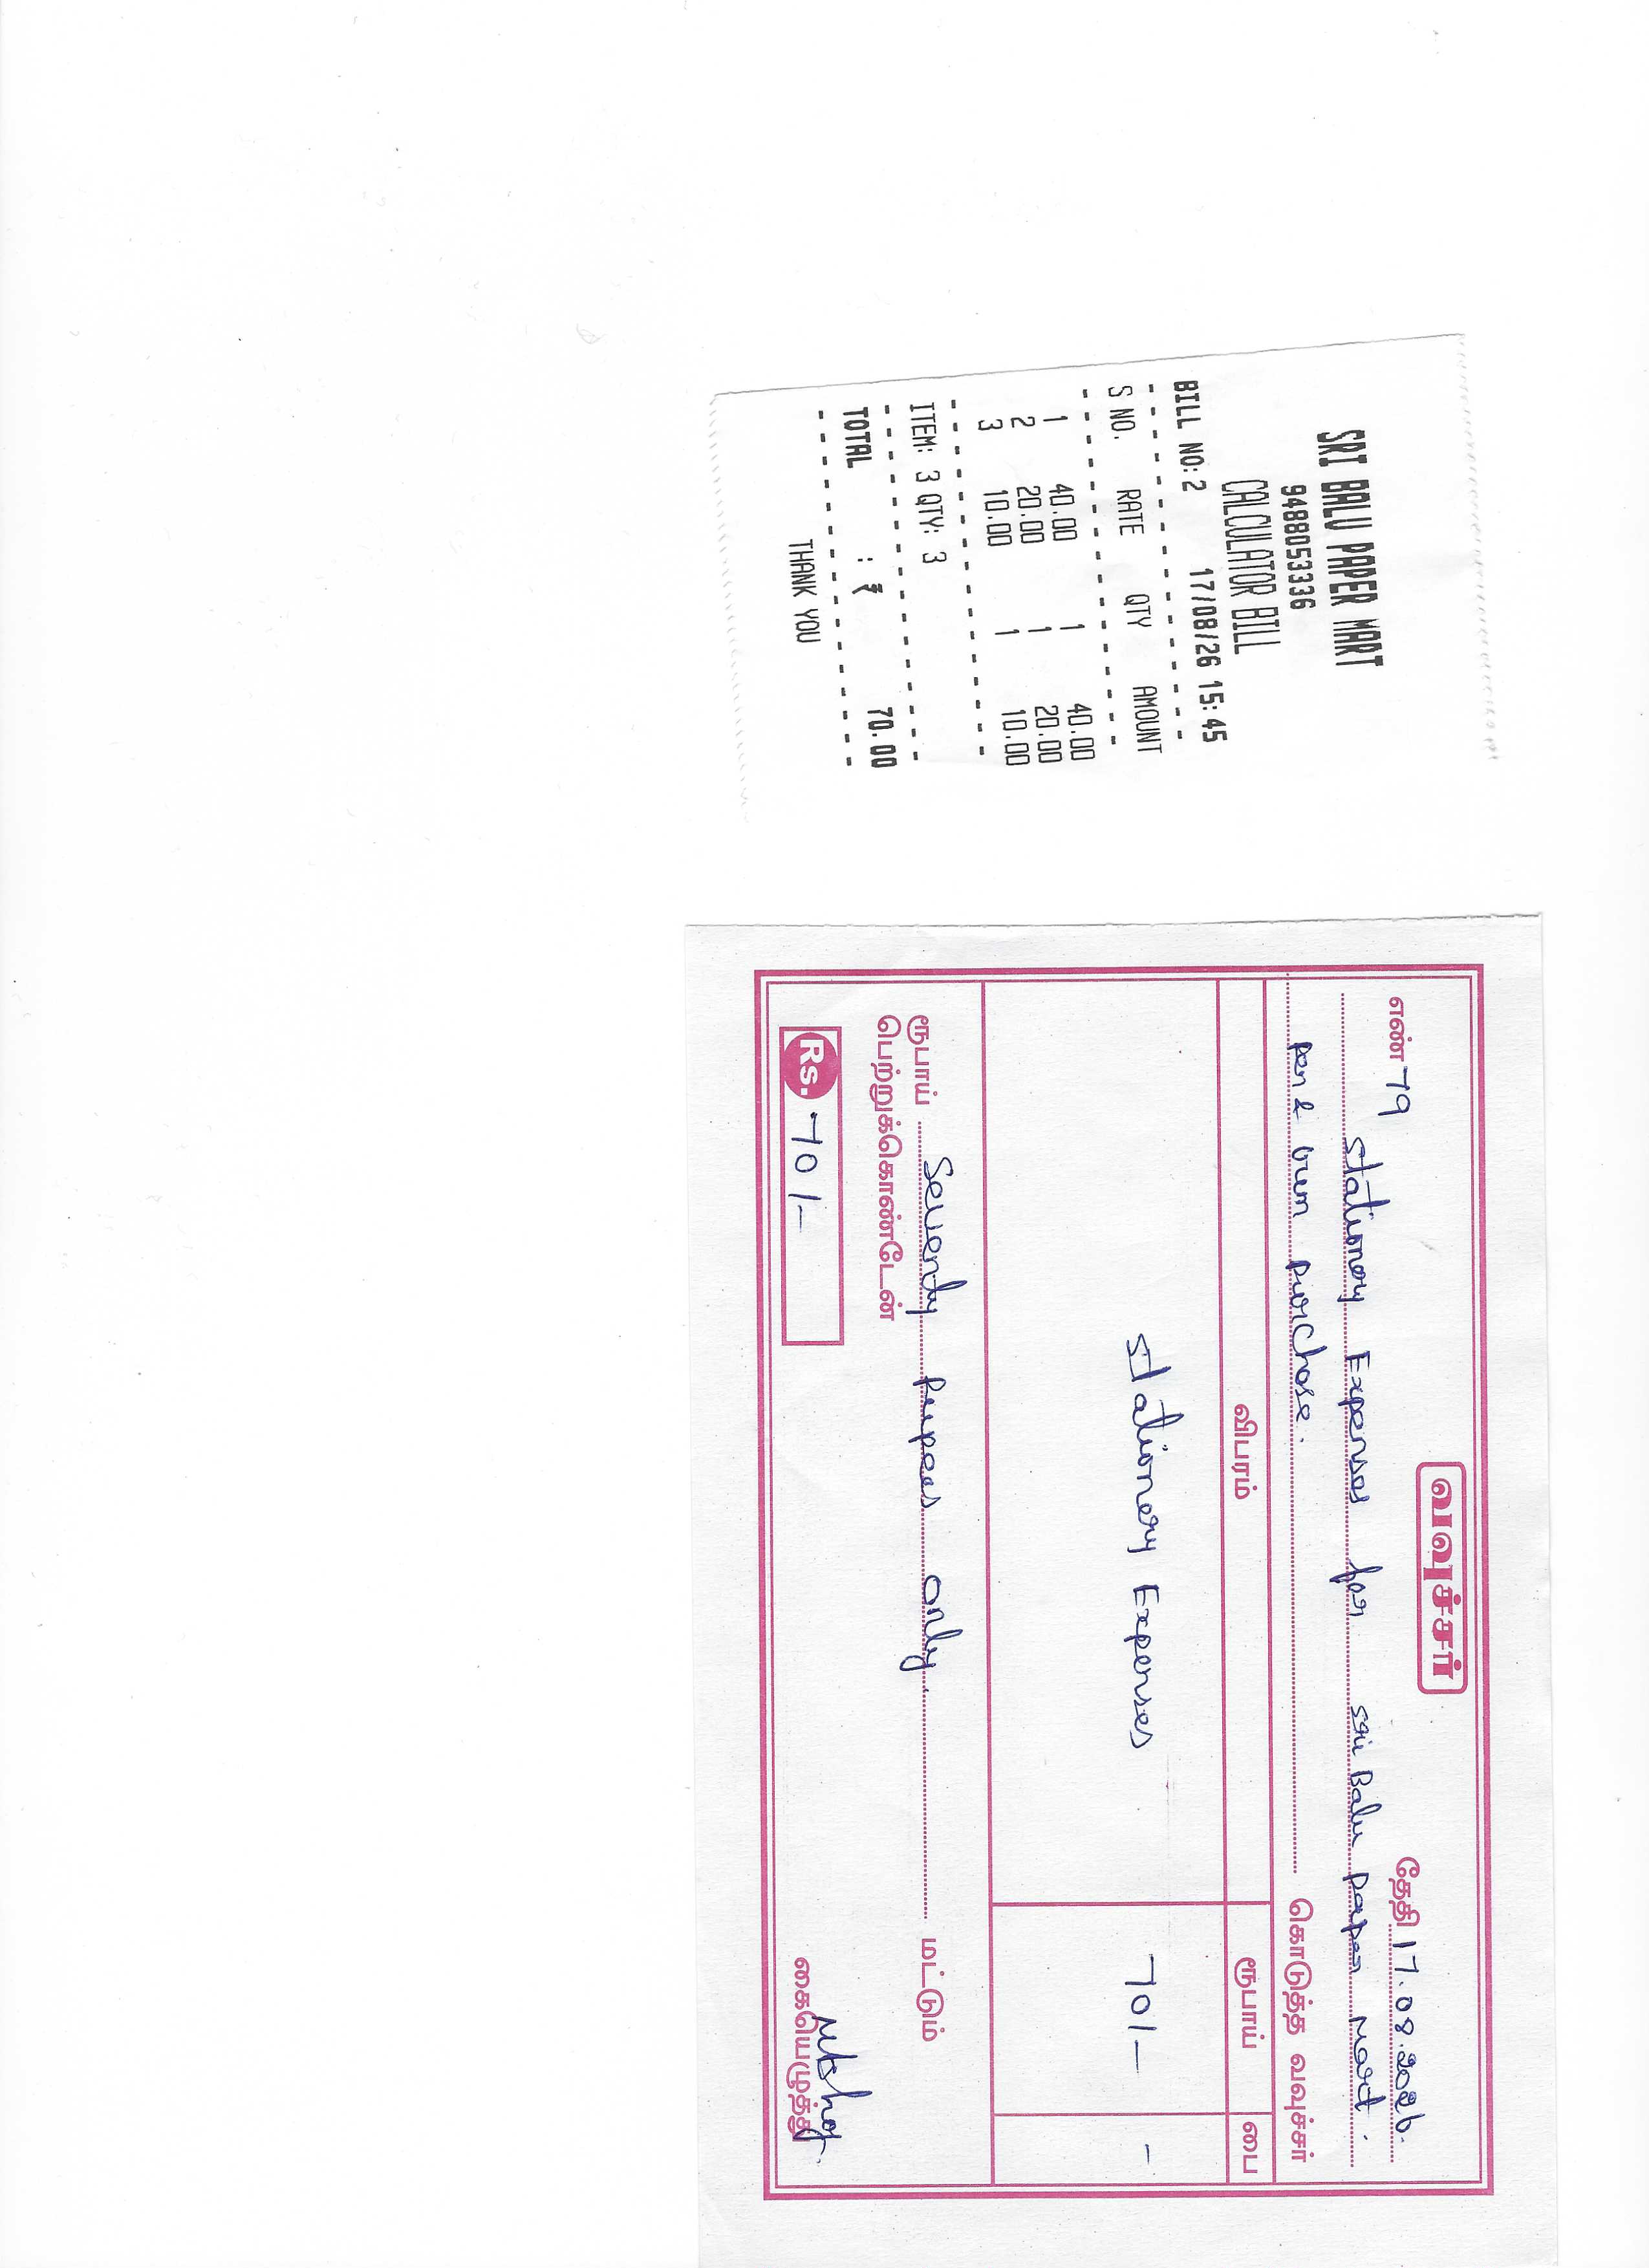 SRI BALU PAPER MART
9488053336
CALCULATOR BILL
BILL NO:2 17/08/26 15:45
S NO. RATE QTY AMOUNT
1 40.00 1 40.00
2 20.00 1 20.00
3 10.00 1 10.00
ITEM: 3 QTY: 3
TOTAL : ₹ 70.00
THANK YOU
வவுச்சர்
எண் 79 தேதி 17.08.2026.
Stationery Expenses for Sri Balu paper mart.
pen & purchase. கொடுத்த வவுச்சர்
விபரம் ரூபாய் பை
Stationery Expenses 70/- -
ரூபாய் Seventy Rupees only. மட்டும்
பெற்றுக்கொண்டேன்
Rs. 70/-
கையெழுத்து